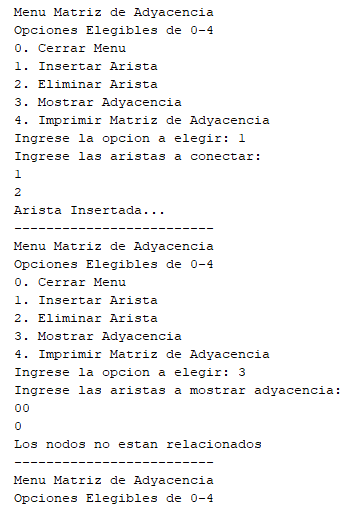 Menu Matriz de Adyacencia
Opciones Elegibles de 0-4
0. Cerrar Menu
1. Insertar Arista
2. Eliminar Arista
3. Mostrar Adyacencia
4. Imprimir Matriz de Adyacencia
Ingrese la opcion a elegir: 1
Ingrese las aristas a conectar:
1
2
Arista Insertada...
-------------------------
Menu Matriz de Adyacencia
Opciones Elegibles de 0-4
0. Cerrar Menu
1. Insertar Arista
2. Eliminar Arista
3. Mostrar Adyacencia
4. Imprimir Matriz de Adyacencia
Ingrese la opcion a elegir: 3
Ingrese las aristas a mostrar adyacencia:
00
0
Los nodos no estan relacionados
-------------------------
Menu Matriz de Adyacencia
Opciones Elegibles de 0-4